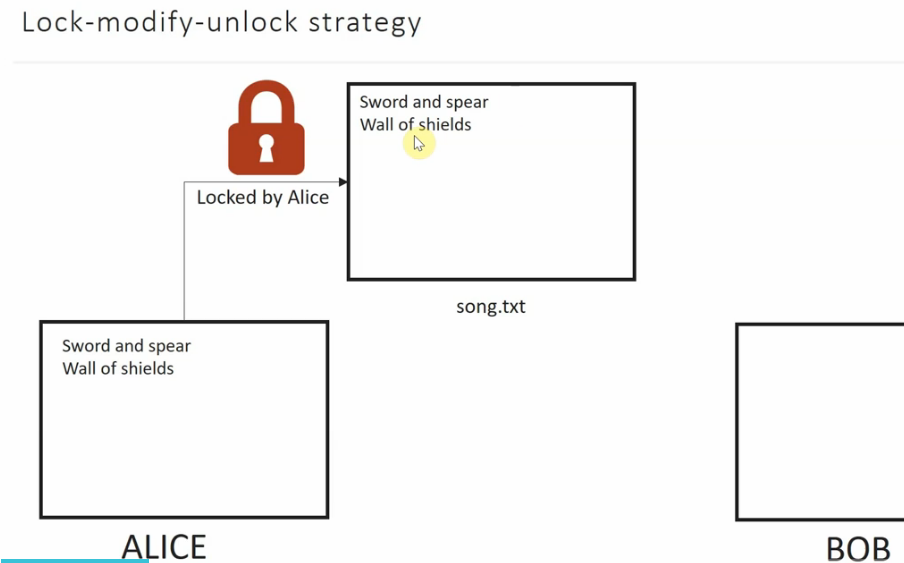 Lock-modify-unlock strategy
Sword and spear
Wall of shields
Locked by Alice
song.txt
Sword and spear
Wall of shields
ALICE
BOB